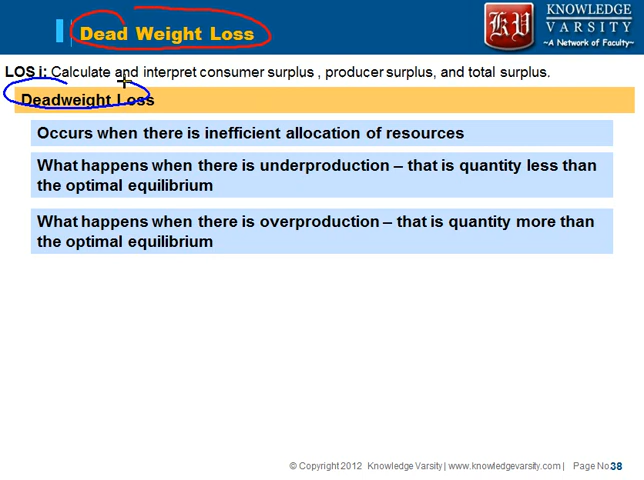 Dead Weight Loss
KNOWLEDGE
VARSITY
~A Network of Faculty~
LOS i: Calculate and interpret consumer surplus , producer surplus, and total surplus.
Deadweight Loss
Occurs when there is inefficient allocation of resources
What happens when there is underproduction – that is quantity less than
the optimal equilibrium
What happens when there is overproduction – that is quantity more than
the optimal equilibrium
© Copyright 2012 Knowledge Varsity | www.knowledgevarsity.com | Page No 38